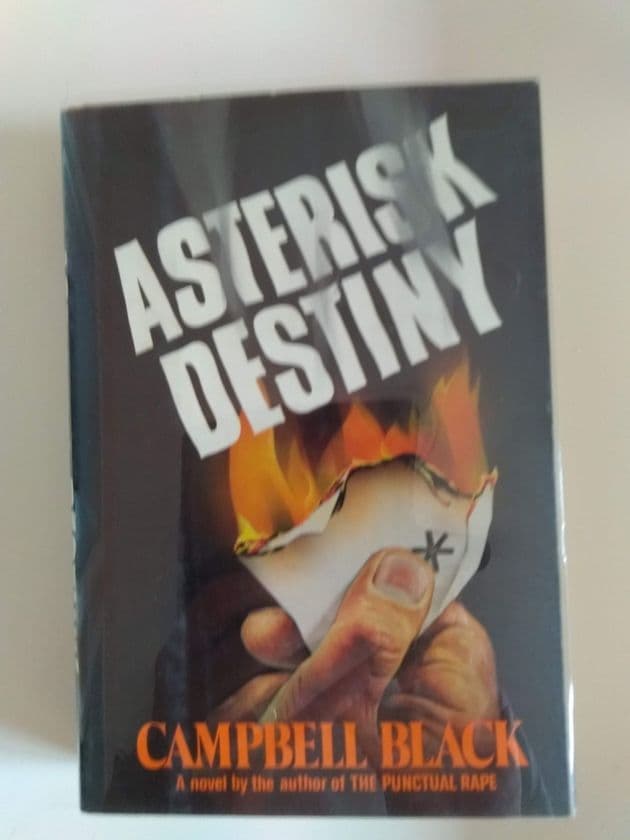 ASTERISK
DESTINY
*
CAMPBELL BLACK
A novel by the author of THE PUNCTUAL RAPE